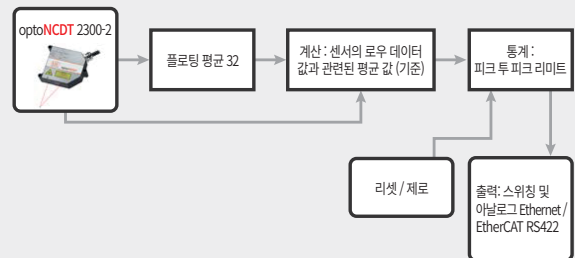 optoNCDT 2300-2
플로팅 평균 32
계산 : 센서의 로우 데이터
값과 관련된 평균 값 (기준)
통계 :
피크 투 피크 리미트
리셋 / 제로
출력: 스위칭 및
아날로그 Ethernet /
EtherCAT RS422